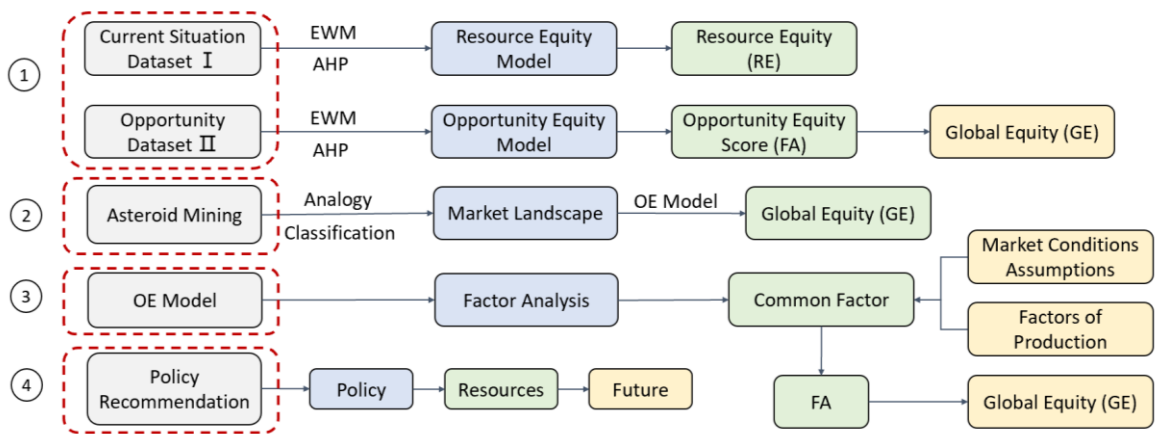 ①
Current Situation
Dataset Ⅰ
EWM
AHP
Resource Equity
Model
Resource Equity
(RE)
Opportunity
Dataset Ⅱ
EWM
AHP
Opportunity Equity
Model
Opportunity Equity
Score (FA)
Global Equity (GE)
②
Asteroid Mining
Analogy
Classification
Market Landscape
OE Model
Global Equity (GE)
③
OE Model
Factor Analysis
Common Factor
Market Conditions
Assumptions
Factors of
Production
④
Policy
Recommendation
Policy
Resources
Future
FA
Global Equity (GE)